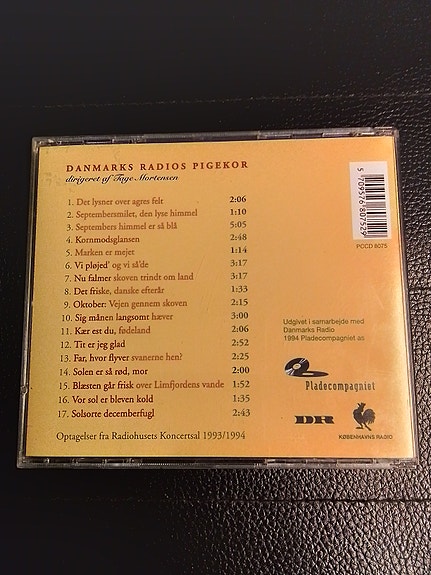 DANMARKS RADIOS PIGEKOR
dirigeret af Tage Mortensen
1. Det lysner over agres felt 2:06
2. Septembersmilet, den lyse himmel 1:10
3. Septembers himmel er så blå 5:05
4. Kornmodsglansen 2:48
5. Marken er mejet 1:14
6. Vi pløjed' og vi så'de 3:17
7. Nu falmer skoven trindt om land 3:17
8. Det friske, danske efterår 1:33
9. Oktober: Vejen gennem skoven 2:15
10. Sig månen langsomt hæver 3:00
11. Kær est du, fødeland 2:06
12. Tit er jeg glad 2:52
13. Far, hvor flyver svanerne hen? 2:25
14. Solen er så rød, mor 2:00
15. Blæsten går frisk over Limfjordens vande 1:52
16. Vor sol er bleven kold 1:35
17. Solsorte decemberfugl 2:43
Optagelser fra Radiohusets Koncertsal 1993/1994
5 709576 807529
PCCD 8075
Udgivet i samarbejde med
Danmarks Radio
1994 Pladecompagniet as
Pladecompagniet
DR
KØBENHAVNS RADIO